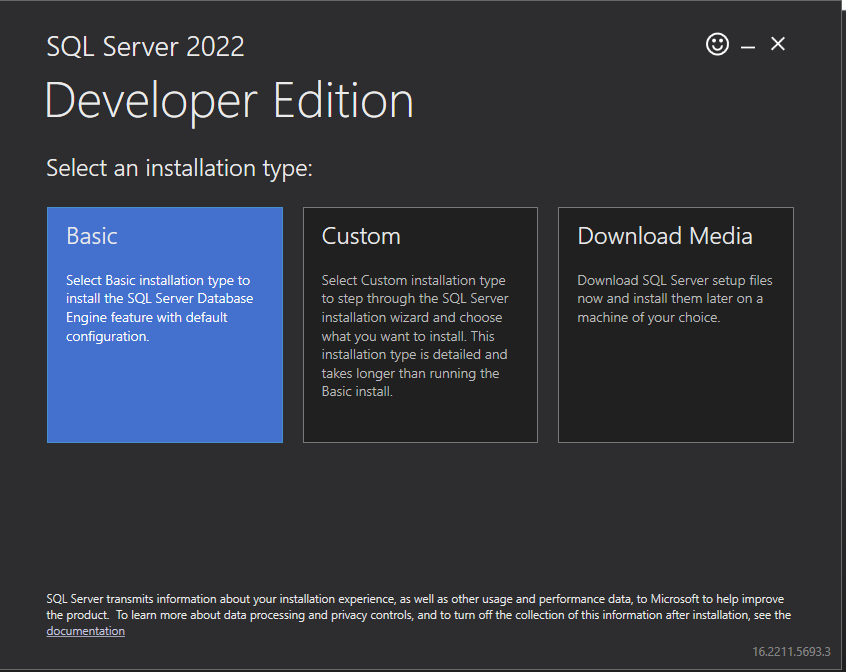 SQL Server 2022
Developer Edition
Select an installation type:
Basic
Select Basic installation type to
install the SQL Server Database
Engine feature with default
configuration.
Custom
Select Custom installation type
to step through the SQL Server
installation wizard and choose
what you want to install. This
installation type is detailed and
takes longer than running the
Basic install.
Download Media
Download SQL Server setup files
now and install them later on a
machine of your choice.
SQL Server transmits information about your installation experience, as well as other usage and performance data, to Microsoft to help improve
the product.  To learn more about data processing and privacy controls, and to turn off the collection of this information after installation, see the
documentation
16.2211.5693.3